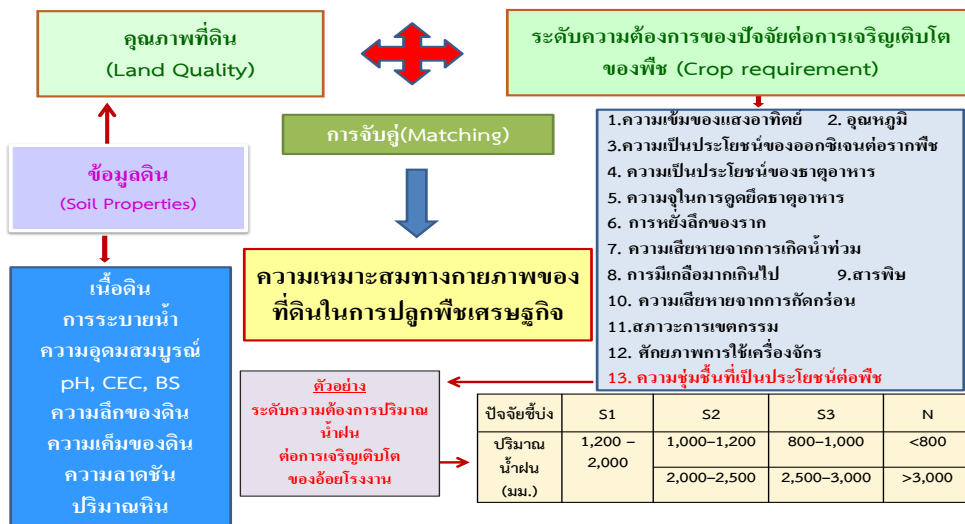 คุณภาพที่ดิน
(Land Quality)
ระดับความต้องการของปัจจัยต่อการเจริญเติบโต
ของพืช (Crop requirement)
การจับคู่(Matching)
ข้อมูลดิน
(Soil Properties)
1.ความเข้มของแสงอาทิตย์ 2. อุณหภูมิ
3.ความเป็นประโยชน์ของออกซิเจนต่อรากพืช
4. ความเป็นประโยชน์ของธาตุอาหาร
5. ความจุในการดูดยึดธาตุอาหาร
6. การหยั่งลึกของราก
7. ความเสียหายจากการเกิดน้ำท่วม
8. การมีเกลือมากเกินไป 9.สารพิษ
10. ความเสียหายจากการกัดกร่อน
11.สภาวะการเขตกรรม
12. ศักยภาพการใช้เครื่องจักร
13. ความชุ่มชื้นที่เป็นประโยชน์ต่อพืช
ความเหมาะสมทางกายภาพของ
ที่ดินในการปลูกพืชเศรษฐกิจ
เนื้อดิน
การระบายน้ำ
ความอุดมสมบูรณ์
pH, CEC, BS
ความลึกของดิน
ความเค็มของดิน
ความลาดชัน
ปริมาณหิน
ตัวอย่าง
ระดับความต้องการปริมาณ
น้ำฝน
ต่อการเจริญเติบโต
ของอ้อยโรงงาน
ปัจจัยชี้บ่ง S1 S2 S3 N
ปริมาณ 1,200 – 1,000–1,200 800–1,000 <800
น้ำฝน 2,000
(มม.) 2,000–2,500 2,500–3,000 >3,000